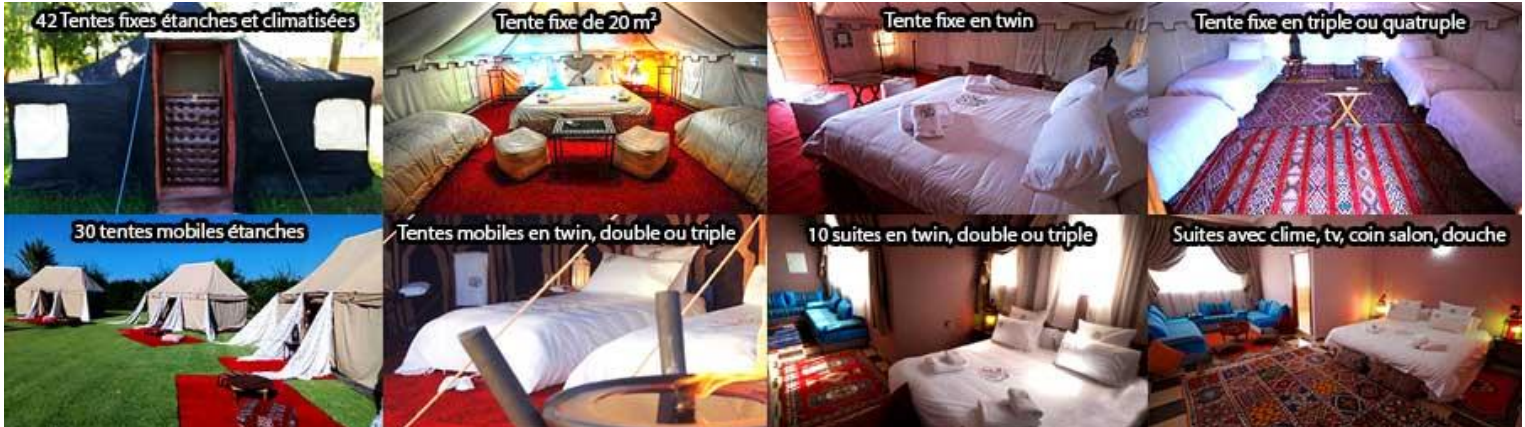 42 Tentes fixes étanches et climatisées
Tente fixe de 20 m²
Tente fixe en twin
Tente fixe en triple ou quatruple
30 tentes mobiles étanches
Tentes mobiles en twin, double ou triple
10 suites en twin, double ou triple
Suites avec clime, tv, coin salon, douche